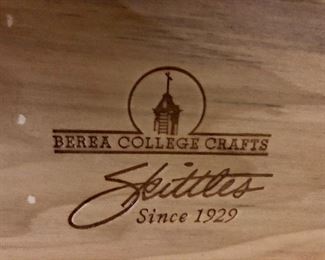 BEREA COLLEGE CRAFTS
Skittles
Since 1929